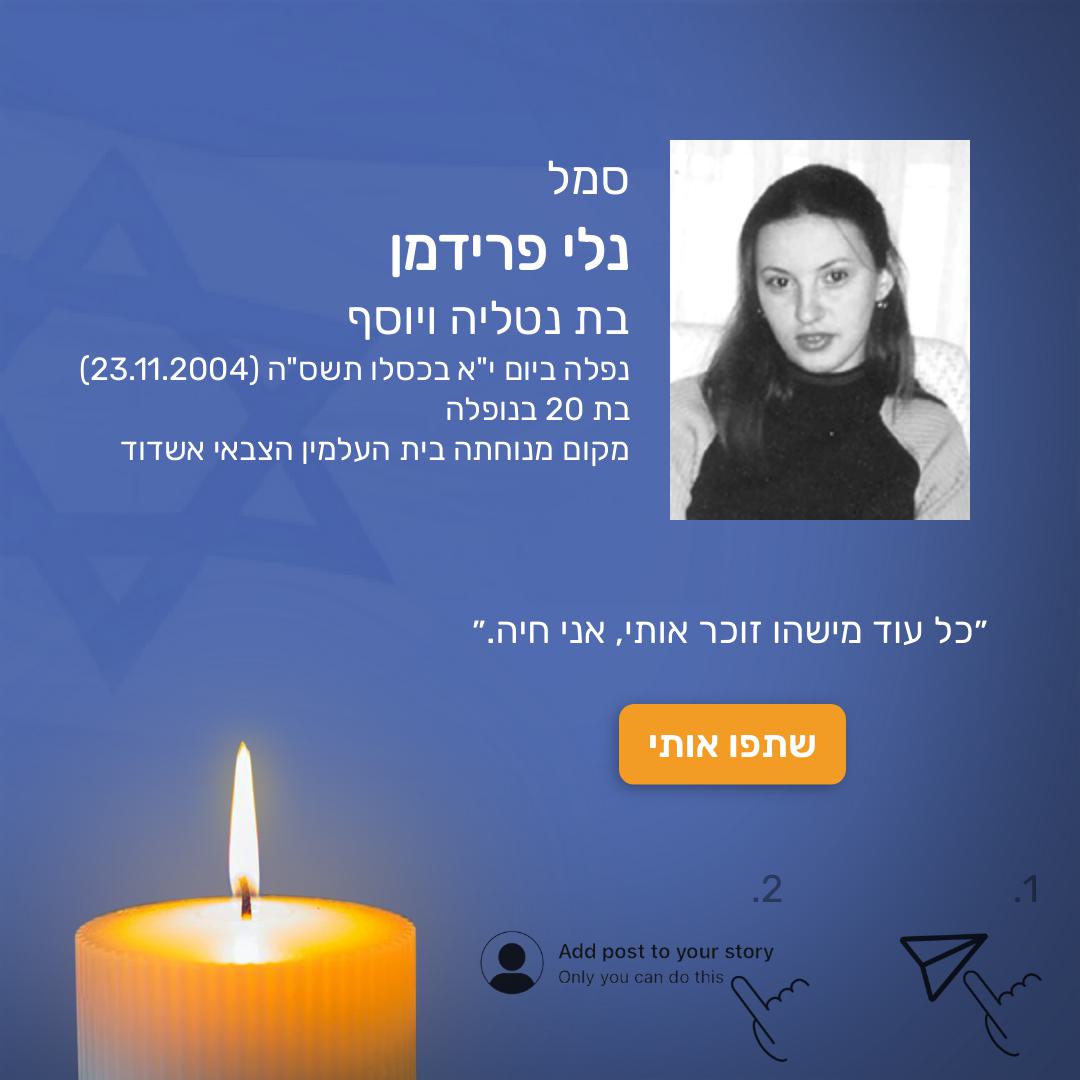 סמל
נלי פרידמן
בת נטליה ויוסף
נפלה ביום י"א בכסלו תשס"ה (23.11.2004)
בת 20 בנופלה
מקום מנוחתה בית העלמין הצבאי אשדוד
״כל עוד מישהו זוכר אותי, אני חיה.״
שתפו אותי
1.
2.
Add post to your story
Only you can do this